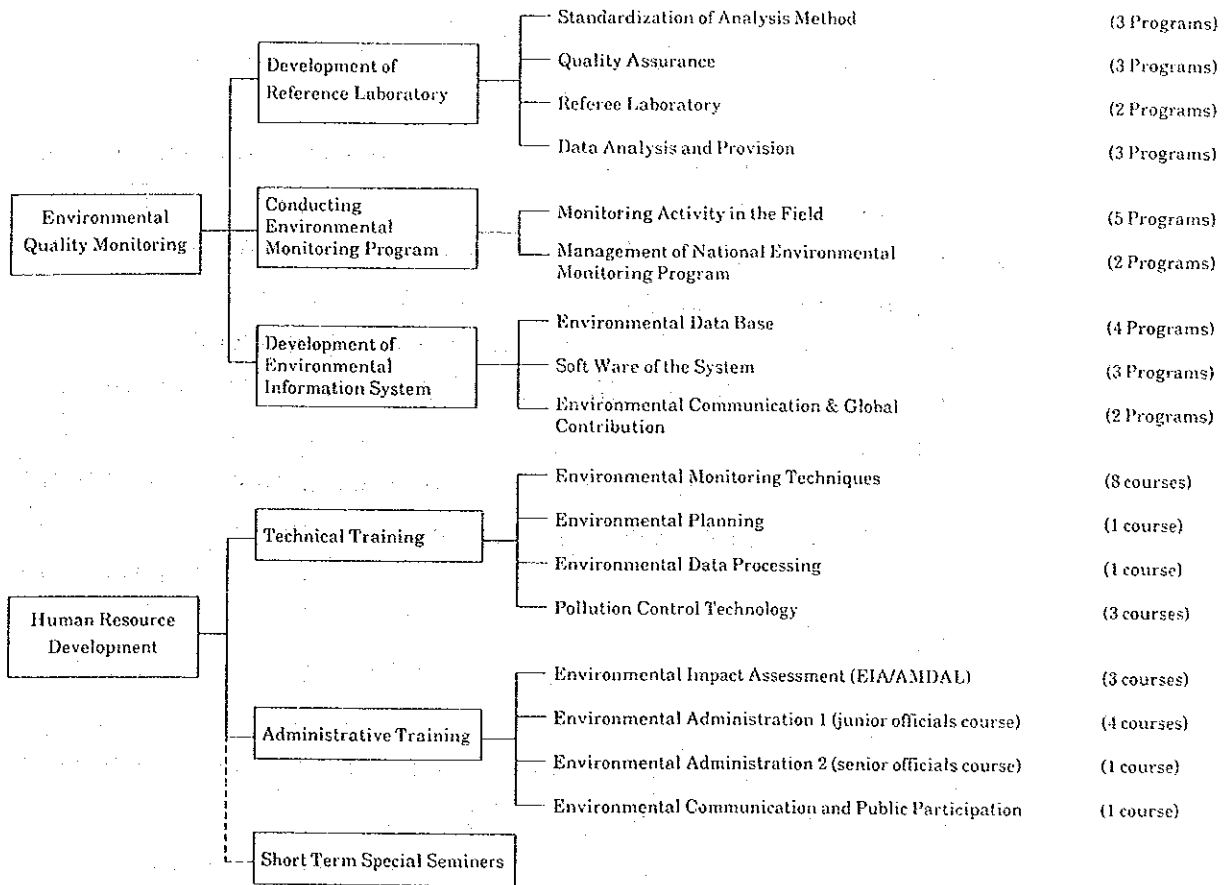 Standardization of Analysis Method (3 Programs)
Development of
Reference Laboratory
Quality Assurance (3 Programs)
Referee Laboratory (2 Programs)
Data Analysis and Provision (3 Programs)
Environmental
Quality Monitoring
Conducting
Environmental
Monitoring Program
Monitoring Activity in the Field (5 Programs)
Management of National Environmental
Monitoring Program (2 Programs)
Development of
Environmental
Information System
Environmental Data Base (4 Programs)
Soft Ware of the System (3 Programs)
Environmental Communication & Global
Contribution (2 Programs)
Human Resource
Development
Technical Training
Environmental Monitoring Techniques (8 courses)
Environmental Planning (1 course)
Environmental Data Processing (1 course)
Pollution Control Technology (3 courses)
Administrative Training
Environmental Impact Assessment (EIA/AMDAL) (3 courses)
Environmental Administration 1 (junior officials course) (4 courses)
Environmental Administration 2 (senior officials course) (1 course)
Environmental Communication and Public Participation (1 course)
Short Term Special Seminers